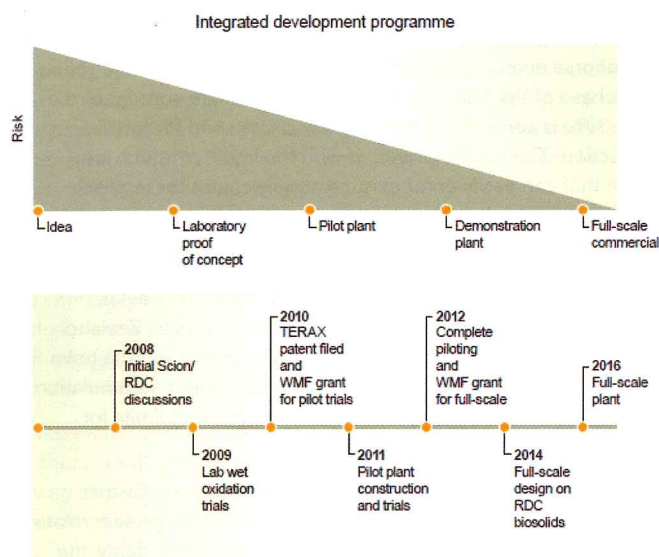 Integrated development programme
Risk
Idea
Laboratory
proof
of concept
Pilot plant
Demonstration
plant
Full-scale
commercial
2008
Initial Scion/
RDC
discussions
2009
Lab wet
oxidation
trials
2010
TERAX
patent filed
and
WMF grant
for pilot trials
2011
Pilot plant
construction
and trials
2012
Complete
piloting
and
WMF grant
for full-scale
2014
Full-scale
design on
RDC
biosolids
2016
Full-scale
plant